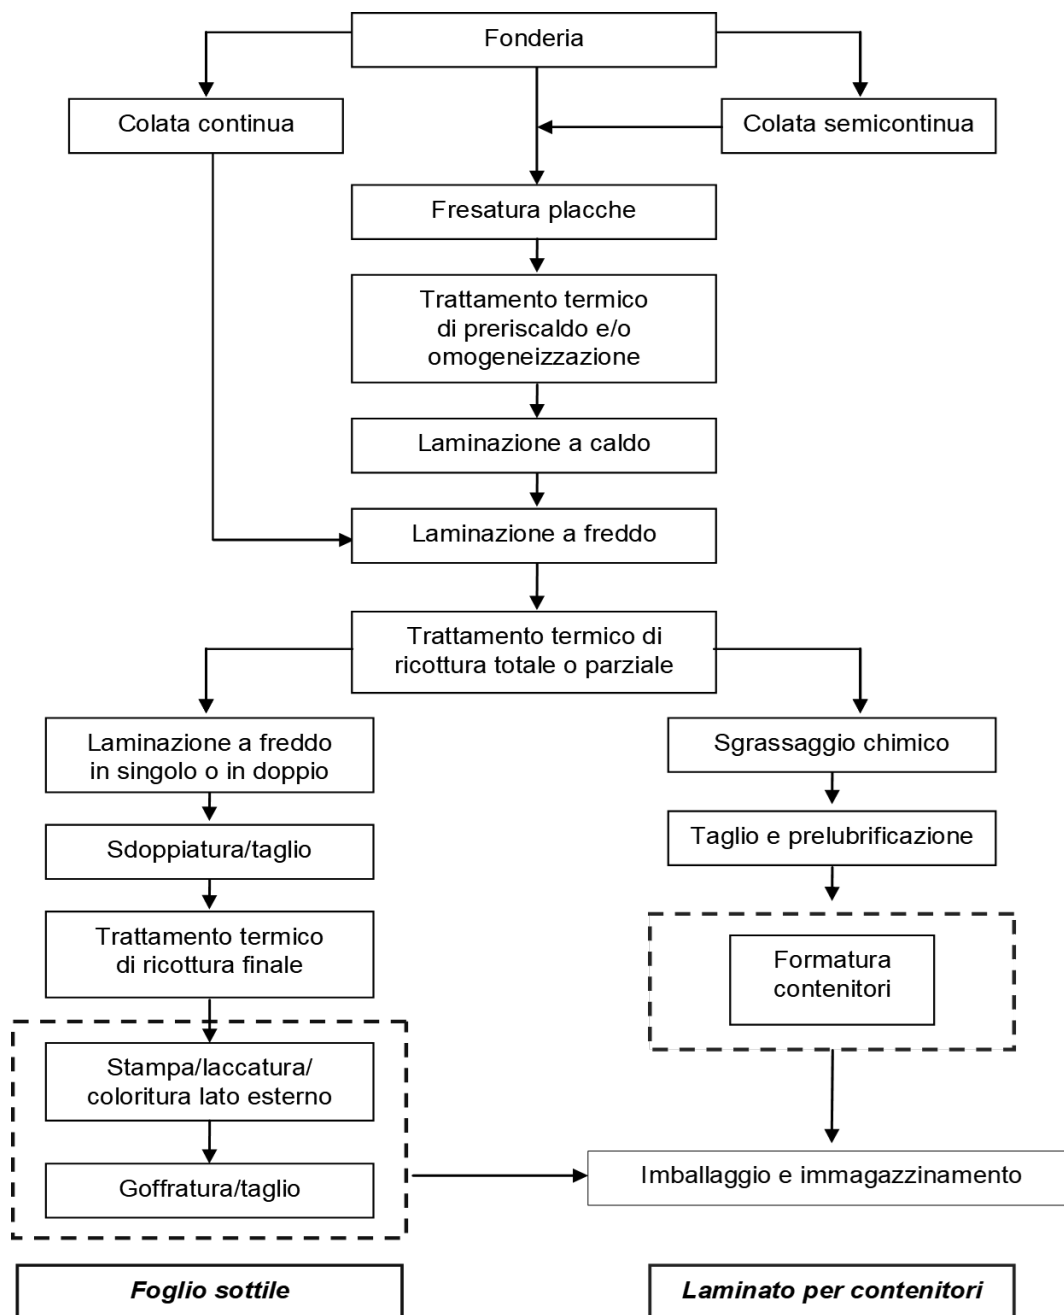 Fonderia
Colata continua
Colata semicontinua
Fresatura placche
Trattamento termico
di preriscaldo e/o
omogeneizzazione
Laminazione a caldo
Laminazione a freddo
Trattamento termico di
ricottura totale o parziale
Laminazione a freddo
in singolo o in doppio
Sdoppiatura/taglio
Trattamento termico
di ricottura finale
Stampa/laccatura/
coloritura lato esterno
Goffratura/taglio
Foglio sottile
Sgrassaggio chimico
Taglio e prelubrificazione
Formatura
contenitori
Imballaggio e immagazzinamento
Laminato per contenitori